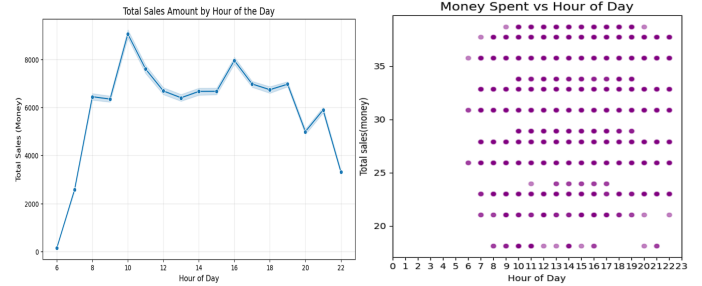 Total Sales Amount by Hour of the Day
Total Sales (Money)
8000
6000
4000
2000
0
6 8 10 12 14 16 18 20 22
Hour of Day
Money Spent vs Hour of Day
Total sales(money)
35
30
25
20
0 1 2 3 4 5 6 7 8 9 10 11 12 13 14 15 16 17 18 19 20 21 22 23
Hour of Day